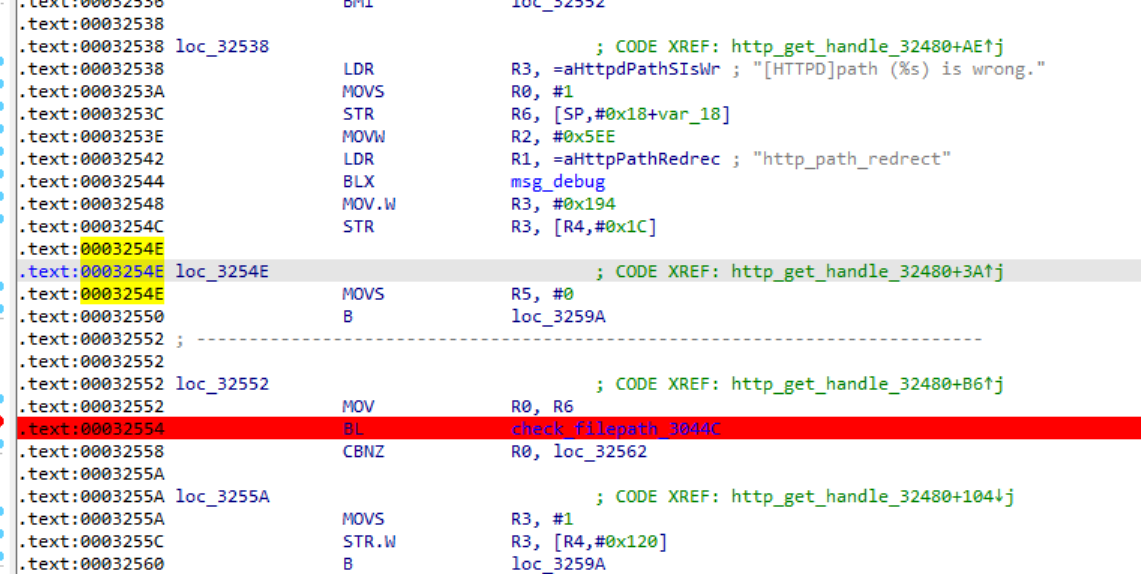 .text:00032536 BMI loc_32552
.text:00032538
.text:00032538 loc_32538 ; CODE XREF: http_get_handle_32480+AE↑j
.text:00032538 LDR R3, =aHttpdPathSIsWr ; "[HTTPD]path (%s) is wrong."
.text:0003253A MOVS R0, #1
.text:0003253C STR R6, [SP,#0x18+var_18]
.text:0003253E MOVW R2, #0x5EE
.text:00032542 LDR R1, =aHttpPathRedrec ; "http_path_redrect"
.text:00032544 BLX msg_debug
.text:00032548 MOV.W R3, #0x194
.text:0003254C STR R3, [R4,#0x1C]
.text:0003254E
.text:0003254E loc_3254E ; CODE XREF: http_get_handle_32480+3A↑j
.text:0003254E MOVS R5, #0
.text:00032550 B loc_3259A
.text:00032552 ; ---------------------------------------------------------------------------
.text:00032552
.text:00032552 loc_32552 ; CODE XREF: http_get_handle_32480+B6↑j
.text:00032552 MOV R0, R6
.text:00032554 BL check_filepath_3044C
.text:00032558 CBNZ R0, loc_32562
.text:0003255A
.text:0003255A loc_3255A ; CODE XREF: http_get_handle_32480+104↓j
.text:0003255A MOVS R3, #1
.text:0003255C STR.W R3, [R4,#0x120]
.text:00032560 B loc_3259A